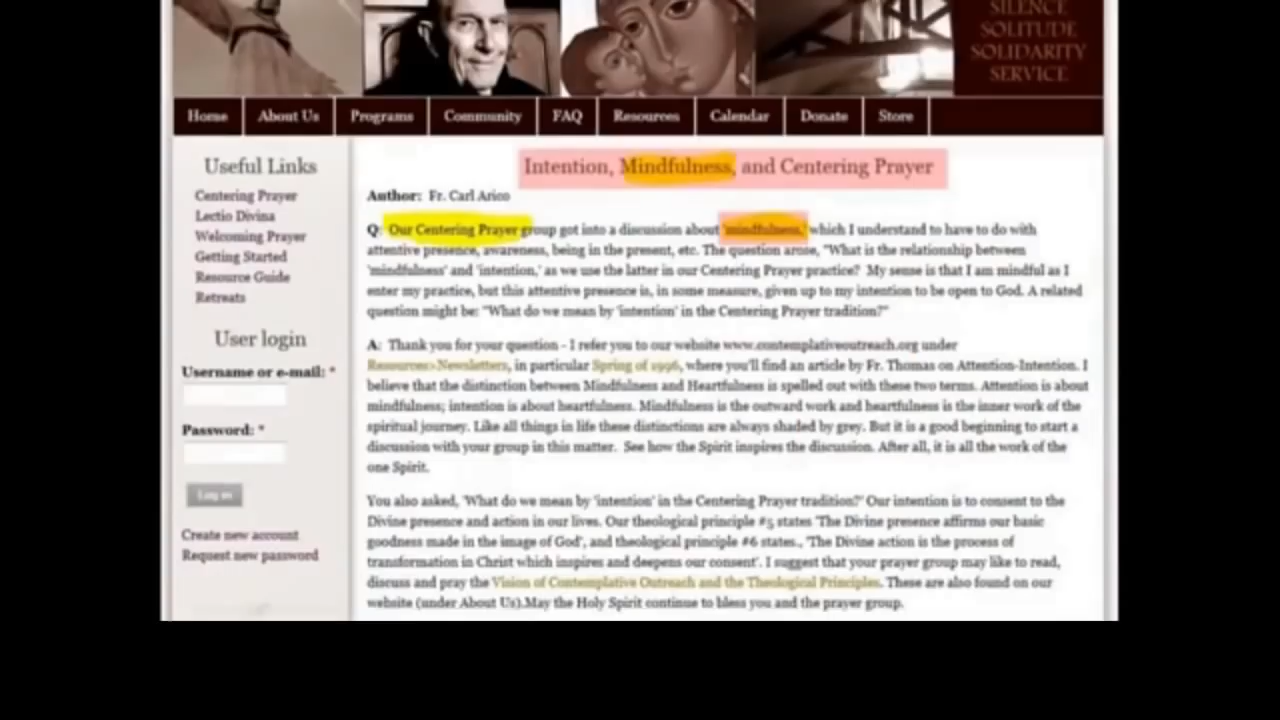 SILENCE
SOLITUDE
SOLIDARITY
SERVICE
Home About Us Programs Community FAQ Resources Calendar Donate Store
Useful Links
Centering Prayer
Lectio Divina
Welcoming Prayer
Getting Started
Resource Guide
Retreats
User login
Username or e-mail: *
Password: *
Log in
Create new account
Request new password
Intention, Mindfulness, and Centering Prayer
Author: Fr. Carl Arico
Q: Our Centering Prayer group got into a discussion about 'mindfulness,' which I understand to have to do with
attentive presence, awareness, being in the present, etc. The question arose, "What is the relationship between
'mindfulness' and 'intention,' as we use the latter in our Centering Prayer practice? My sense is that I am mindful as I
enter my practice, but this attentive presence is, in some measure, given up to my intention to be open to God. A related
question might be: "What do we mean by 'intention' in the Centering Prayer tradition?"
A: Thank you for your question - I refer you to our website www.contemplativeoutreach.org under
Resources>Newsletters, in particular Spring of 1996, where you'll find an article by Fr. Thomas on Attention-Intention. I
believe that the distinction between Mindfulness and Heartfulness is spelled out with these two terms. Attention is about
mindfulness; intention is about heartfulness. Mindfulness is the outward work and heartfulness is the inner work of the
spiritual journey. Like all things in life these distinctions are always shaded by grey. But it is a good beginning to start a
discussion with your group in this matter. See how the Spirit inspires the discussion. After all, it is all the work of the
one Spirit.
You also asked, 'What do we mean by 'intention' in the Centering Prayer tradition?' Our intention is to consent to the
Divine presence and action in our lives. Our theological principle #5 states 'The Divine presence affirms our basic
goodness made in the image of God', and theological principle #6 states., 'The Divine action is the process of
transformation in Christ which inspires and deepens our consent'. I suggest that your prayer group may like to read,
discuss and pray the Vision of Contemplative Outreach and the Theological Principles. These are also found on our
website (under About Us).May the Holy Spirit continue to bless you and the prayer group.